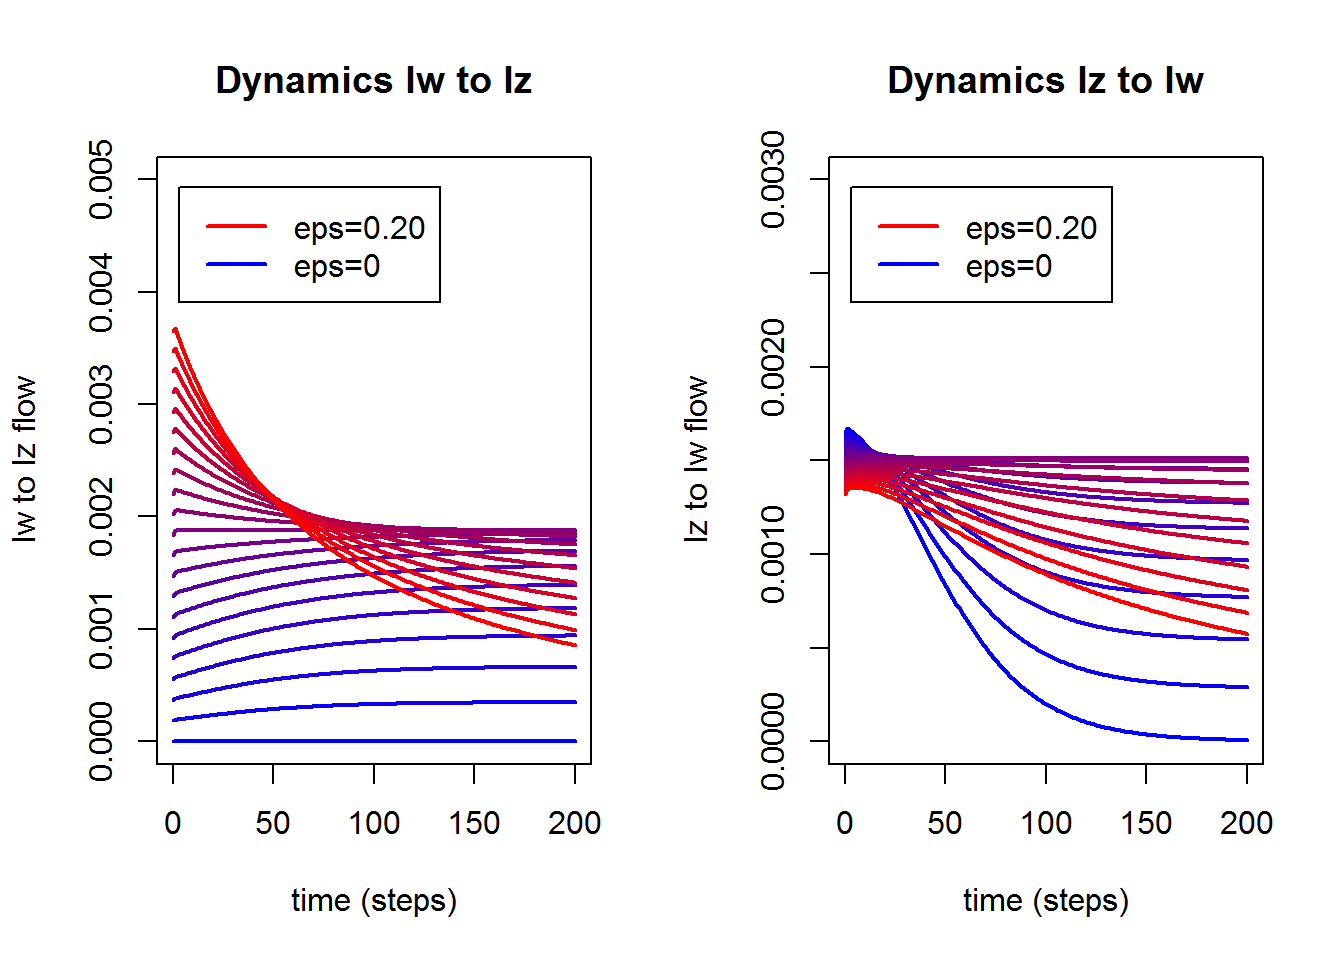 Dynamics Iw to Iz
Iw to Iz flow
0.005
0.004
0.003
0.002
0.001
0.000
eps=0.20
eps=0
0 50 100 150 200
time (steps)
Dynamics Iz to Iw
Iz to Iw flow
0.0030
0.0020
0.0010
0.0000
eps=0.20
eps=0
0 50 100 150 200
time (steps)